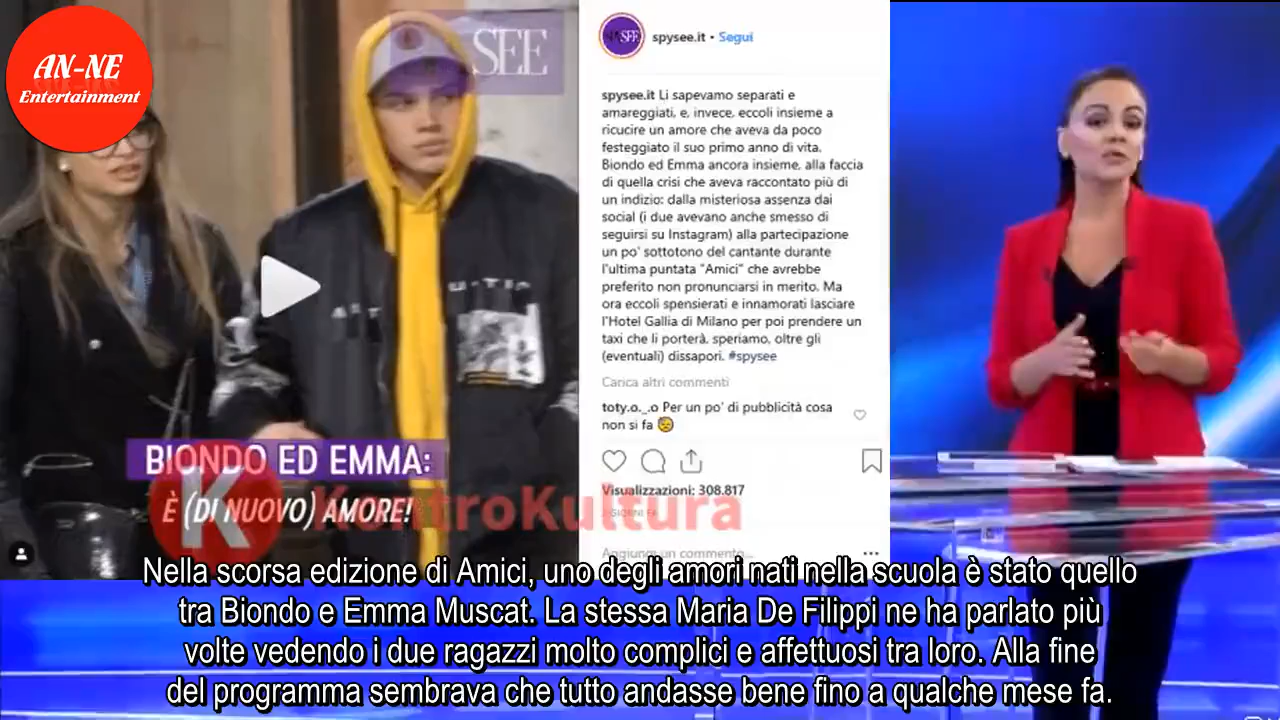 AN-NE
Entertainment
SEE
SEE
spysee.it • Segui
spysee.it Li sapevamo separati e
amareggiati, e, invece, eccoli insieme a
ricucire un amore che aveva da poco
festeggiato il suo primo anno di vita.
Biondo ed Emma ancora insieme, alla faccia
di quella crisi che aveva raccontato più di
un indizio: dalla misteriosa assenza dai
social (i due avevano anche smesso di
seguirsi su Instagram) alla partecipazione
un po' sottotono del cantante durante
l'ultima puntata "Amici" che avrebbe
preferito non pronunciarsi in merito. Ma
ora eccoli spensierati e innamorati lasciare
l'Hotel Gallia di Milano per poi prendere un
taxi che li porterà, speriamo, oltre gli
(eventuali) dissapori. #spysee
Carica altri commenti
toty.o._.o Per un po' di pubblicità cosa
non si fa
Visualizzazioni: 308.817
2 GIORNI FA
Aggiungi un commento...
BIONDO ED EMMA:
È (DI NUOVO) AMORE!
K KontroKultura
Nella scorsa edizione di Amici, uno degli amori nati nella scuola è stato quello
tra Biondo e Emma Muscat. La stessa Maria De Filippi ne ha parlato più
volte vedendo i due ragazzi molto complici e affettuosi tra loro. Alla fine
del programma sembrava che tutto andasse bene fino a qualche mese fa.